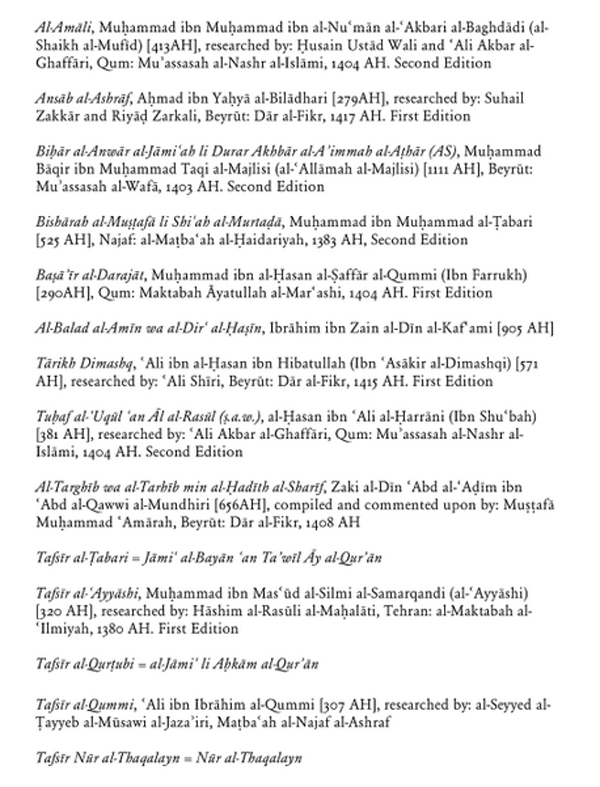 Al-Amāli, Muḥammad ibn Muḥammad ibn al-Nuʿmān al-ʿAkbari al-Baghdādi (al-
Shaikh al-Mufīd) [413AH], researched by: Ḥusain Ustād Wali and ʿAli Akbar al-
Ghaffāri, Qum: Muʾassasah al-Nashr al-Islāmi, 1404 AH. Second Edition
Ansāb al-Ashrāf, Aḥmad ibn Yaḥyā al-Bilādhari [279AH], researched by: Suhail
Zakkār and Riyāḍ Zarkali, Beyrūt: Dār al-Fikr, 1417 AH. First Edition
Biḥār al-Anwār al-Jāmiʿah li Durar Akhbār al-Aʾimmah al-Aṭhār (AS), Muḥammad
Bāqir ibn Muḥammad Taqi al-Majlisi (al-ʿAllāmah al-Majlisi) [1111 AH], Beyrūt:
Muʾassasah al-Wafā, 1403 AH. Second Edition
Bishārah al-Muṣṭafā li Shiʿah al-Murtaḍā, Muḥammad ibn Muḥammad al-Ṭabari
[525 AH], Najaf: al-Maṭbaʿah al-Ḥaidariyah, 1383 AH, Second Edition
Baṣāʾir al-Darajāt, Muḥammad ibn al-Ḥasan al-Ṣaffār al-Qummi (Ibn Farrukh)
[290AH], Qum: Maktabah Āyatullah al-Marʿashi, 1404 AH. First Edition
Al-Balad al-Amīn wa al-Dirʿ al-Ḥaṣīn, Ibrāhim ibn Zain al-Dīn al-Kafʿami [905 AH]
Tārikh Dimashq, ʿAli ibn al-Ḥasan ibn Hibatullah (Ibn ʿAsākir al-Dimashqi) [571
AH], researched by: ʿAli Shīri, Beyrūt: Dār al-Fikr, 1415 AH. First Edition
Tuḥaf al-ʿUqūl ʿan Āl al-Rasūl (ṣ.a.w.), al-Ḥasan ibn ʿAli al-Ḥarrāni (Ibn Shuʿbah)
[381 AH], researched by: ʿAli Akbar al-Ghaffāri, Qum: Muʾassasah al-Nashr al-
Islāmi, 1404 AH. Second Edition
Al-Targhīb wa al-Tarhīb min al-Ḥadīth al-Sharīf, Zaki al-Dīn ʿAbd al-ʿAḍīm ibn
ʿAbd al-Qawwi al-Mundhiri [656AH], compiled and commented upon by: Muṣṭafā
Muḥammad ʿAmārah, Beyrūt: Dār al-Fikr, 1408 AH
Tafsīr al-Ṭabari = Jāmiʿ al-Bayān ʿan Taʾwīl Āy al-Qurʾān
Tafsīr al-ʿAyyāshi, Muḥammad ibn Masʿūd al-Silmi al-Samarqandi (al-ʿAyyāshi)
[320 AH], researched by: Hāshim al-Rasūli al-Maḥalāti, Tehran: al-Maktabah al-
ʿIlmiyah, 1380 AH. First Edition
Tafsīr al-Qurṭubi = al-Jāmiʿ li Aḥkām al-Qurʾān
Tafsīr al-Qummi, ʿAli ibn Ibrāhim al-Qummi [307 AH], researched by: al-Seyyed al-
Ṭayyeb al-Mūsawi al-Jazaʾiri, Maṭbaʿah al-Najaf al-Ashraf
Tafsīr Nūr al-Thaqalayn = Nūr al-Thaqalayn